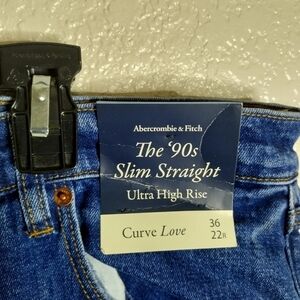 Abercrombie & Fitch
The '90s
Slim Straight
Ultra High Rise
Curve Love
36
22R